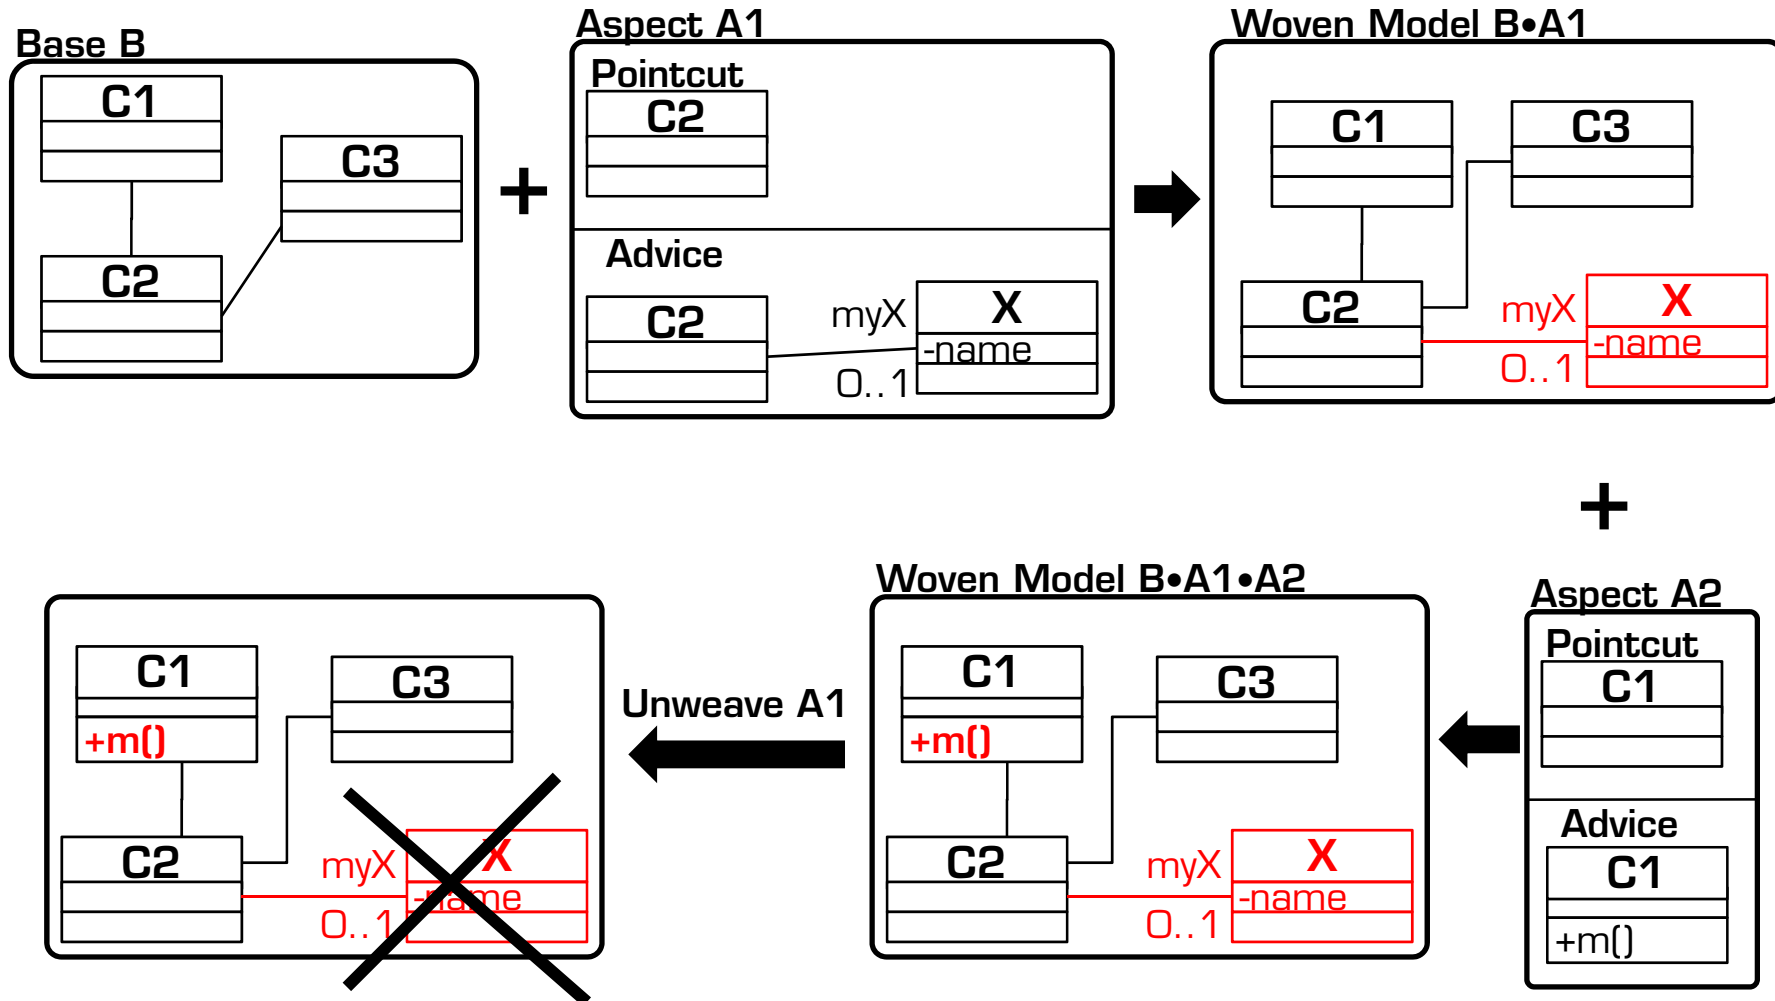 Base B
C1
C3
C2
+
Aspect A1
Pointcut
C2
Advice
C2
myX
X
-name
0..1
Woven Model B•A1
C1
C3
C2
myX
X
-name
0..1
+
Aspect A2
Pointcut
C1
Advice
C1
+m()
Woven Model B•A1•A2
C1
C3
+m()
C2
myX
X
-name
0..1
Unweave A1
C1
C3
+m()
C2
myX
X
-name
0..1